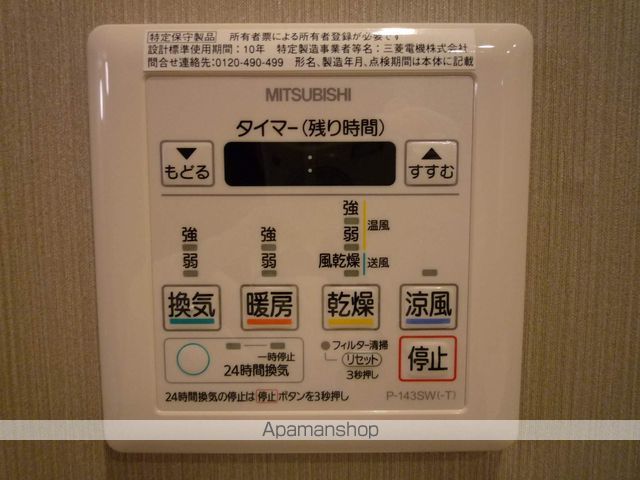 特定保守製品 所有者票による所有者登録が必要です
設計標準使用期間：10年 特定製造事業者等名：三菱電機株式会社
問合せ連絡先:0120-490-499 形名、製造年月、点検期間は本体に記載
MITSUBISHI
タイマー(残り時間)
▼ ▲
もどる : すすむ
強
温風
強 強 弱
弱 弱 風乾燥 送風
換気 暖房 乾燥 涼風
フィルター清掃
一時停止 リセット 停止
24時間換気 3秒押し
24時間換気の停止は 停止 ボタンを3秒押し P-143SW(-T)
Apamanshop